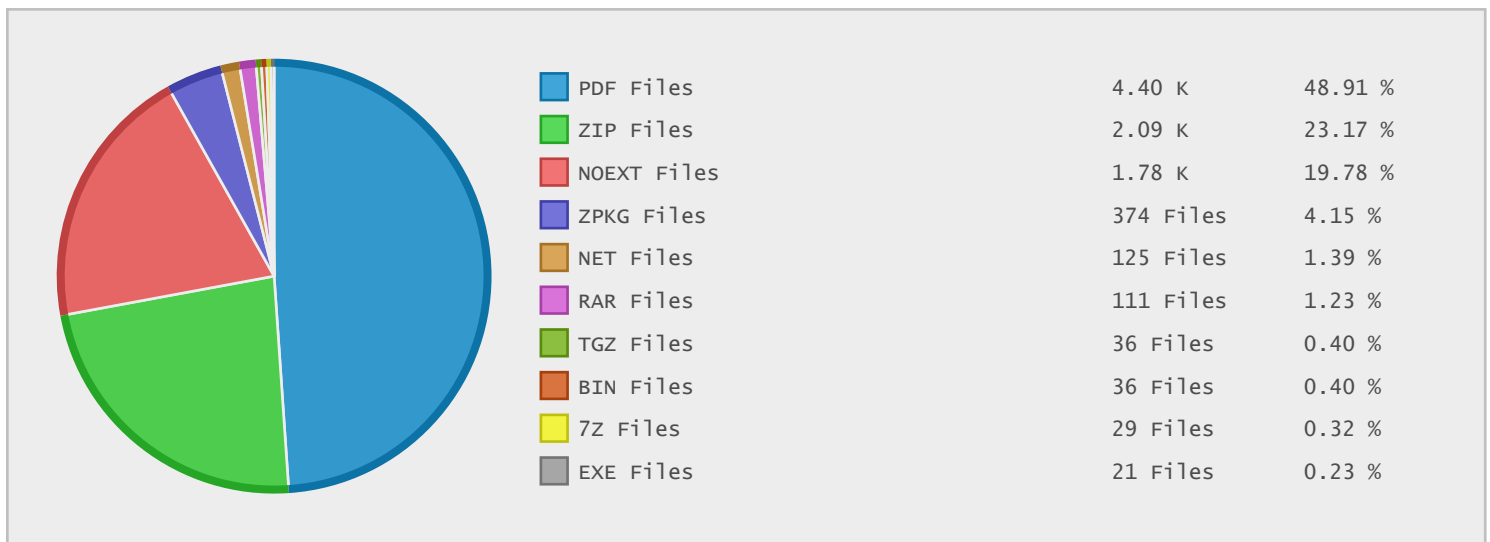 PDF Files 4.40 K 48.91 %
ZIP Files 2.09 K 23.17 %
NOEXT Files 1.78 K 19.78 %
ZPKG Files 374 Files 4.15 %
NET Files 125 Files 1.39 %
RAR Files 111 Files 1.23 %
TGZ Files 36 Files 0.40 %
BIN Files 36 Files 0.40 %
7Z Files 29 Files 0.32 %
EXE Files 21 Files 0.23 %